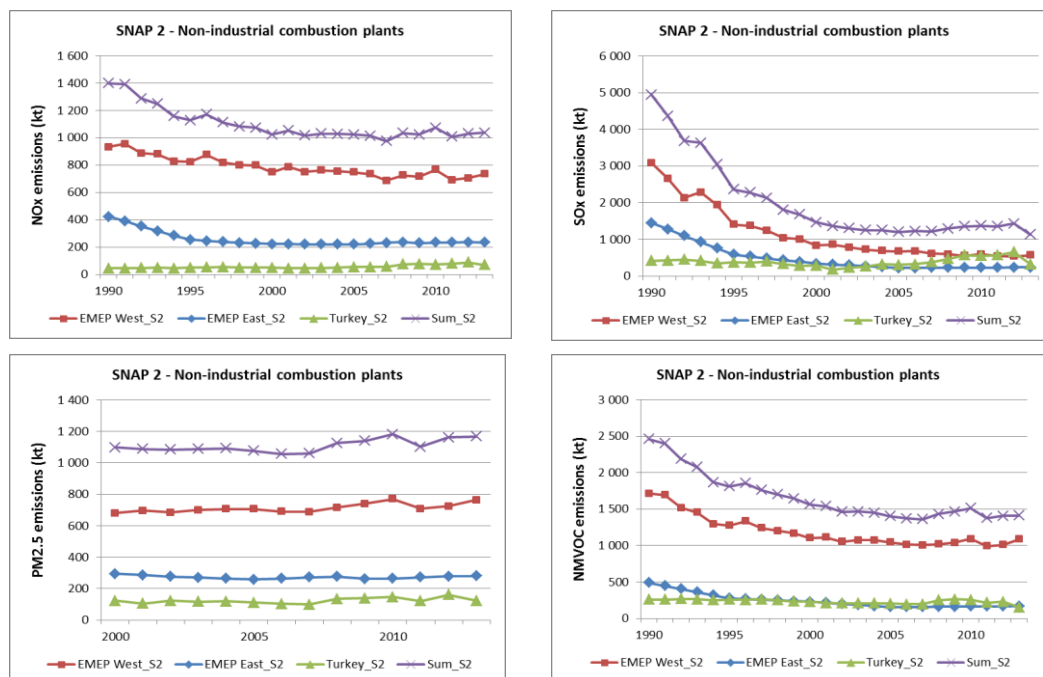 SNAP 2 - Non-industrial combustion plants
NOx emissions (kt)
1 600
1 400
1 200
1 000
800
600
400
200
0
1990 1995 2000 2005 2010
EMEP West_S2 EMEP East_S2 Turkey_S2 Sum_S2
SNAP 2 - Non-industrial combustion plants
SOx emissions (kt)
6 000
5 000
4 000
3 000
2 000
1 000
0
1990 1995 2000 2005 2010
EMEP West_S2 EMEP East_S2 Turkey_S2 Sum_S2
SNAP 2 - Non-industrial combustion plants
PM2.5 emissions (kt)
1 400
1 200
1 000
800
600
400
200
0
2000 2005 2010
EMEP West_S2 EMEP East_S2 Turkey_S2 Sum_S2
SNAP 2 - Non-industrial combustion plants
NMVOC emissions (kt)
3 000
2 500
2 000
1 500
1 000
500
0
1990 1995 2000 2005 2010
EMEP West_S2 EMEP East_S2 Turkey_S2 Sum_S2